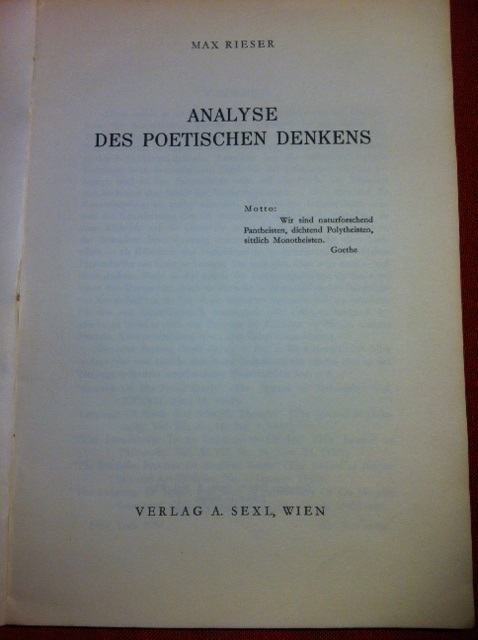 MAX RIESER
ANALYSE
DES POETISCHEN DENKENS
Motto:
Wir sind naturforschend
Pantheisten, dichtend Polytheisten,
sittlich Monotheisten.
Goethe
VERLAG A. SEXL, WIEN